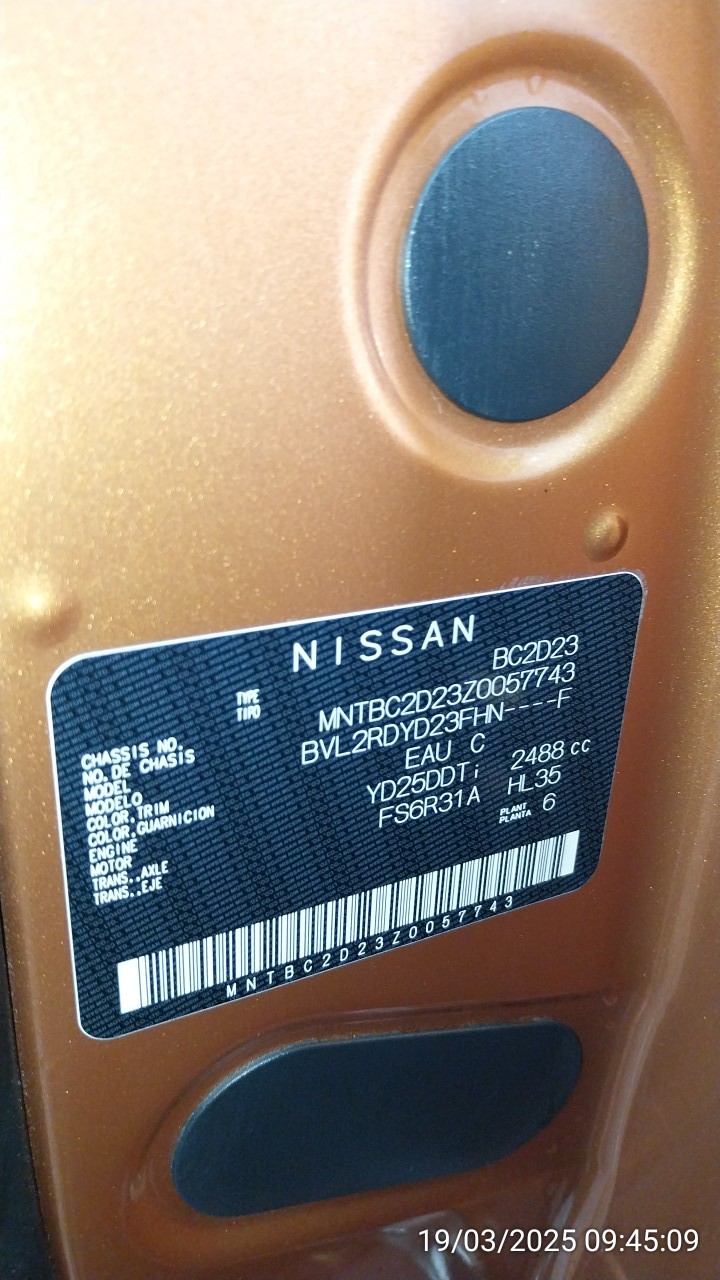 NISSAN
TYPE BC2D23
TIPO
CHASSIS NO. MNTBC2D23Z0057743
NO. DE CHASIS
MODEL BVL2RDYD23FHN----F
MODELO
COLOR,TRIM EAU C
COLOR,GUARNICION
ENGINE YD25DDTi 2488 cc
MOTOR
TRANS.,AXLE FS6R31A HL35
TRANS.,EJE
PLANT 6
PLANTA
MNTBC2D23Z0057743
19/03/2025 09:45:09